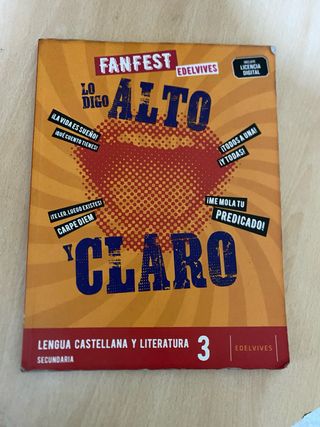 FANFEST
EDELVIVES
INCLUYE
LICENCIA
DIGITAL
LO
DIGO
ALTO
¡LA VIDA ES SUEÑO!
¡QUÉ CUENTO TIENES!
¡TODOS A UNA!
¡Y TODAS!
¡TE LEO, LUEGO EXISTES!
CARPE DIEM
¡ME MOLA TU
PREDICADO!
Y CLARO
LENGUA CASTELLANA Y LITERATURA 3
SECUNDARIA
EDELVIVES